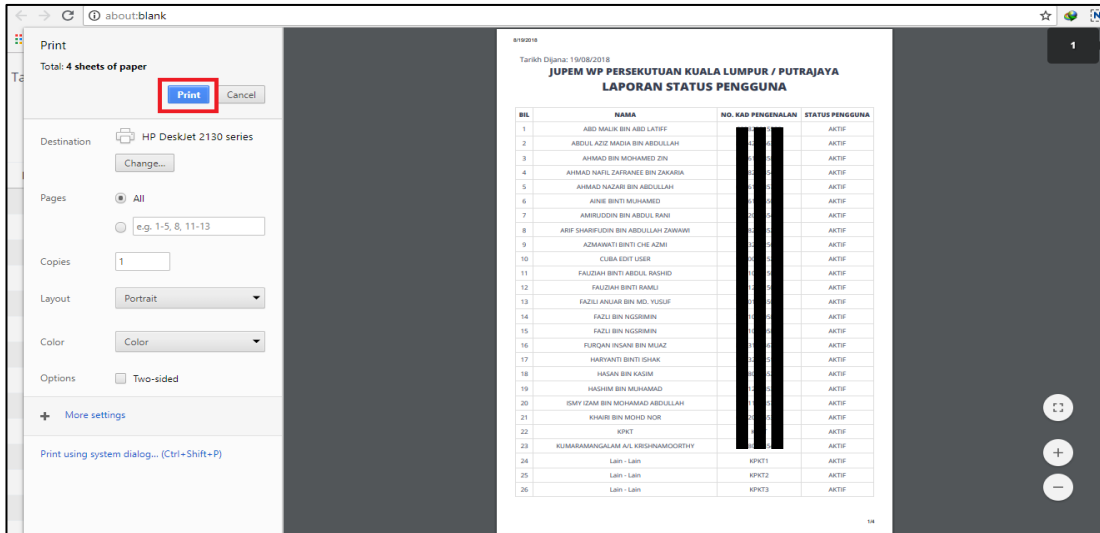 about:blank
Print
Total: 4 sheets of paper
Print Cancel
Destination HP DeskJet 2130 series
Change...
Pages All
e.g. 1-5, 8, 11-13
Copies 1
Layout Portrait
Color Color
Options Two-sided
+ More settings
Print using system dialog... (Ctrl+Shift+P)
8/19/2018
Tarikh Dijana: 19/08/2018
JUPEM WP PERSEKUTUAN KUALA LUMPUR / PUTRAJAYA
LAPORAN STATUS PENGGUNA
BIL NAMA NO. KAD PENGENALAN STATUS PENGGUNA
1 ABD MALIK BIN ABD LATIFF AKTIF
2 ABDUL AZIZ MADIA BIN ABDULLAH AKTIF
3 AHMAD BIN MOHAMED ZIN AKTIF
4 AHMAD NAFIL ZAFRANEE BIN ZAKARIA AKTIF
5 AHMAD NAZARI BIN ABDULLAH AKTIF
6 AINIE BINTI MUHAMED AKTIF
7 AMIRUDDIN BIN ABDUL RANI AKTIF
8 ARIF SHARIFUDIN BIN ABDULLAH ZAWAWI AKTIF
9 AZMAWATI BINTI CHE AZMI AKTIF
10 CUBA EDIT USER AKTIF
11 FAUZIAH BINTI ABDUL RASHID AKTIF
12 FAUZIAH BINTI RAMLI AKTIF
13 FAZILI ANUAR BIN MD. YUSUF AKTIF
14 FAZLI BIN NGSRIMIN AKTIF
15 FAZLI BIN NGSRIMIN AKTIF
16 FURQAN INSANI BIN MUAZ AKTIF
17 HARYANTI BINTI ISHAK AKTIF
18 HASAN BIN KASIM AKTIF
19 HASHIM BIN MUHAMAD AKTIF
20 ISMY IZAM BIN MOHAMAD ABDULLAH AKTIF
21 KHAIRI BIN MOHD NOR AKTIF
22 KPKT AKTIF
23 KUMARAMANGALAM A/L KRISHNAMOORTHY AKTIF
24 Lain - Lain KPKT1 AKTIF
25 Lain - Lain KPKT2 AKTIF
26 Lain - Lain KPKT3 AKTIF
1/4
1